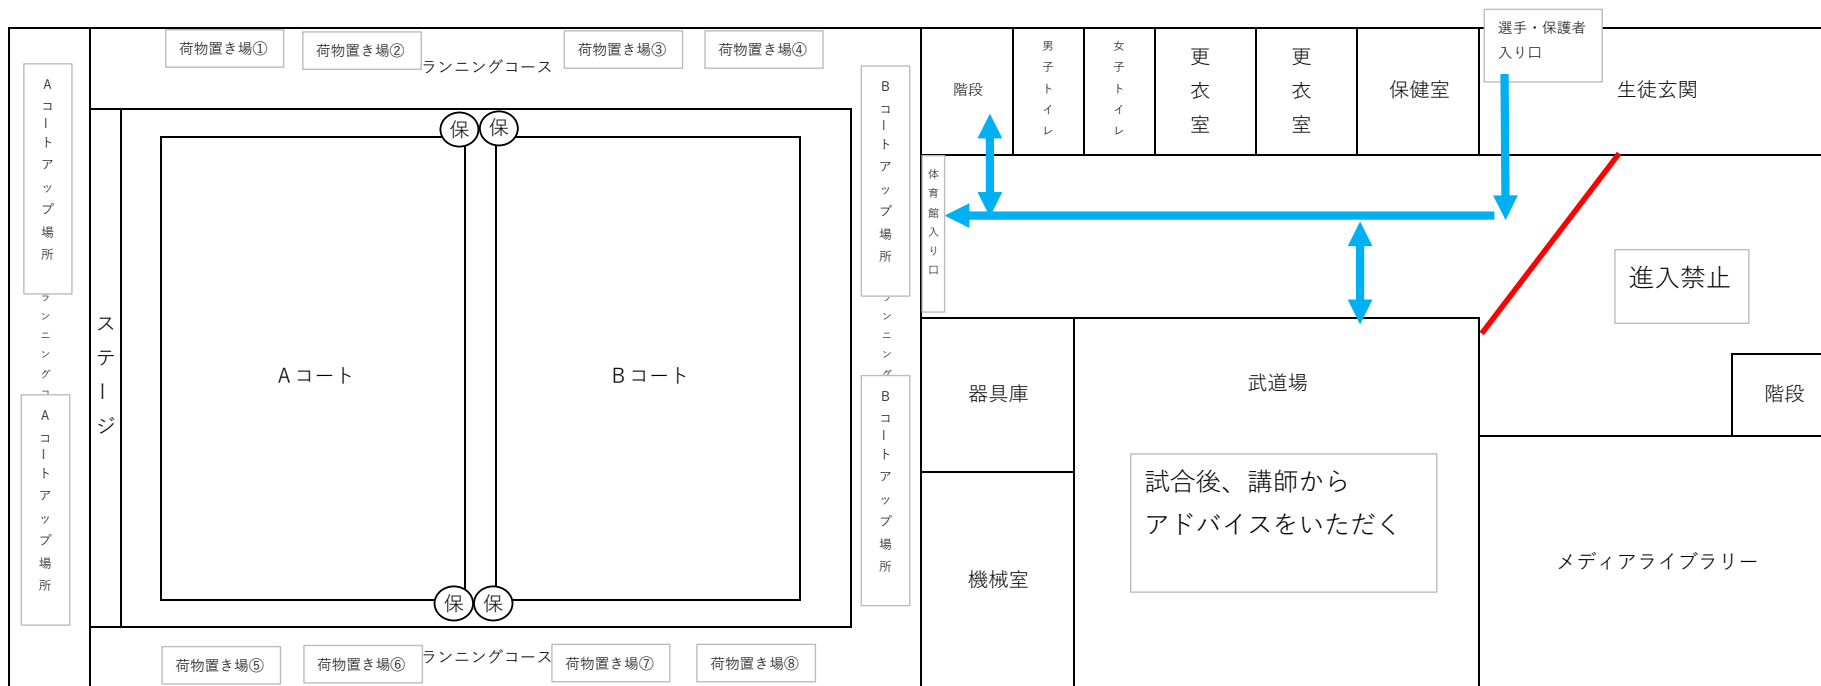 荷物置き場①
荷物置き場②
ランニングコース
荷物置き場③
荷物置き場④
Aコートアップ場所
ランニングコ
Aコートアップ場所
ステージ
保
保
Aコート
Bコート
保
保
Bコートアップ場所
ランニング
Bコートアップ場所
荷物置き場⑤
荷物置き場⑥
ランニングコース
荷物置き場⑦
荷物置き場⑧
階段
男子トイレ
女子トイレ
更衣室
更衣室
保健室
選手・保護者
入り口
生徒玄関
体育館入り口
進入禁止
器具庫
武道場
階段
試合後、講師から
アドバイスをいただく
機械室
メディアライブラリー